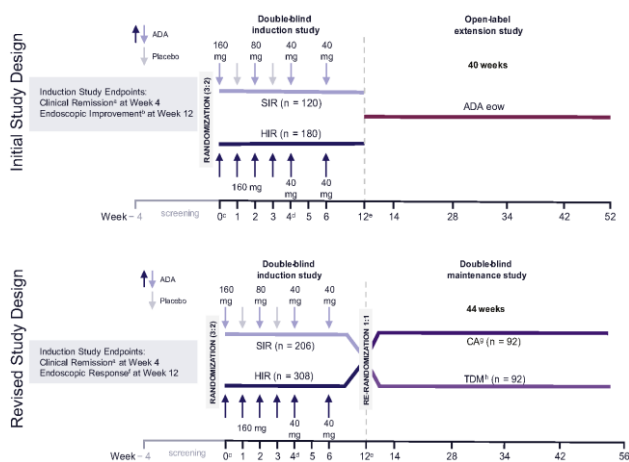 Initial Study Design
Double-blind
induction study
Open-label
extension study
ADA
Placebo
160
mg
80
mg
40
mg
40
mg
40 weeks
Induction Study Endpoints:
Clinical Remissionᵃ at Week 4
Endoscopic Improvementᵇ at Week 12
RANDOMIZATION (3:2)
SIR (n = 120)
ADA eow
HIR (n = 180)
160 mg
40
mg
40
mg
Week – 4 screening 0ᶜ 1 2 3 4ᵈ 5 6 12ᵉ 14 28 34 42 52
Revised Study Design
Double-blind
induction study
Double-blind
maintenance study
ADA
Placebo
160
mg
80
mg
40
mg
40
mg
44 weeks
Induction Study Endpoints:
Clinical Remissionᵃ at Week 4
Endoscopic Responseᶠ at Week 12
RANDOMIZATION (3:2)
SIR (n = 206)
RE-RANDOMIZATION 1:1
CAᵍ (n = 92)
HIR (n = 308)
TDMʰ (n = 92)
160 mg
40
mg
40
mg
Week – 4 screening 0ᶜ 1 2 3 4ᵈ 5 6 12ᵉ 14 28 34 42 52 56